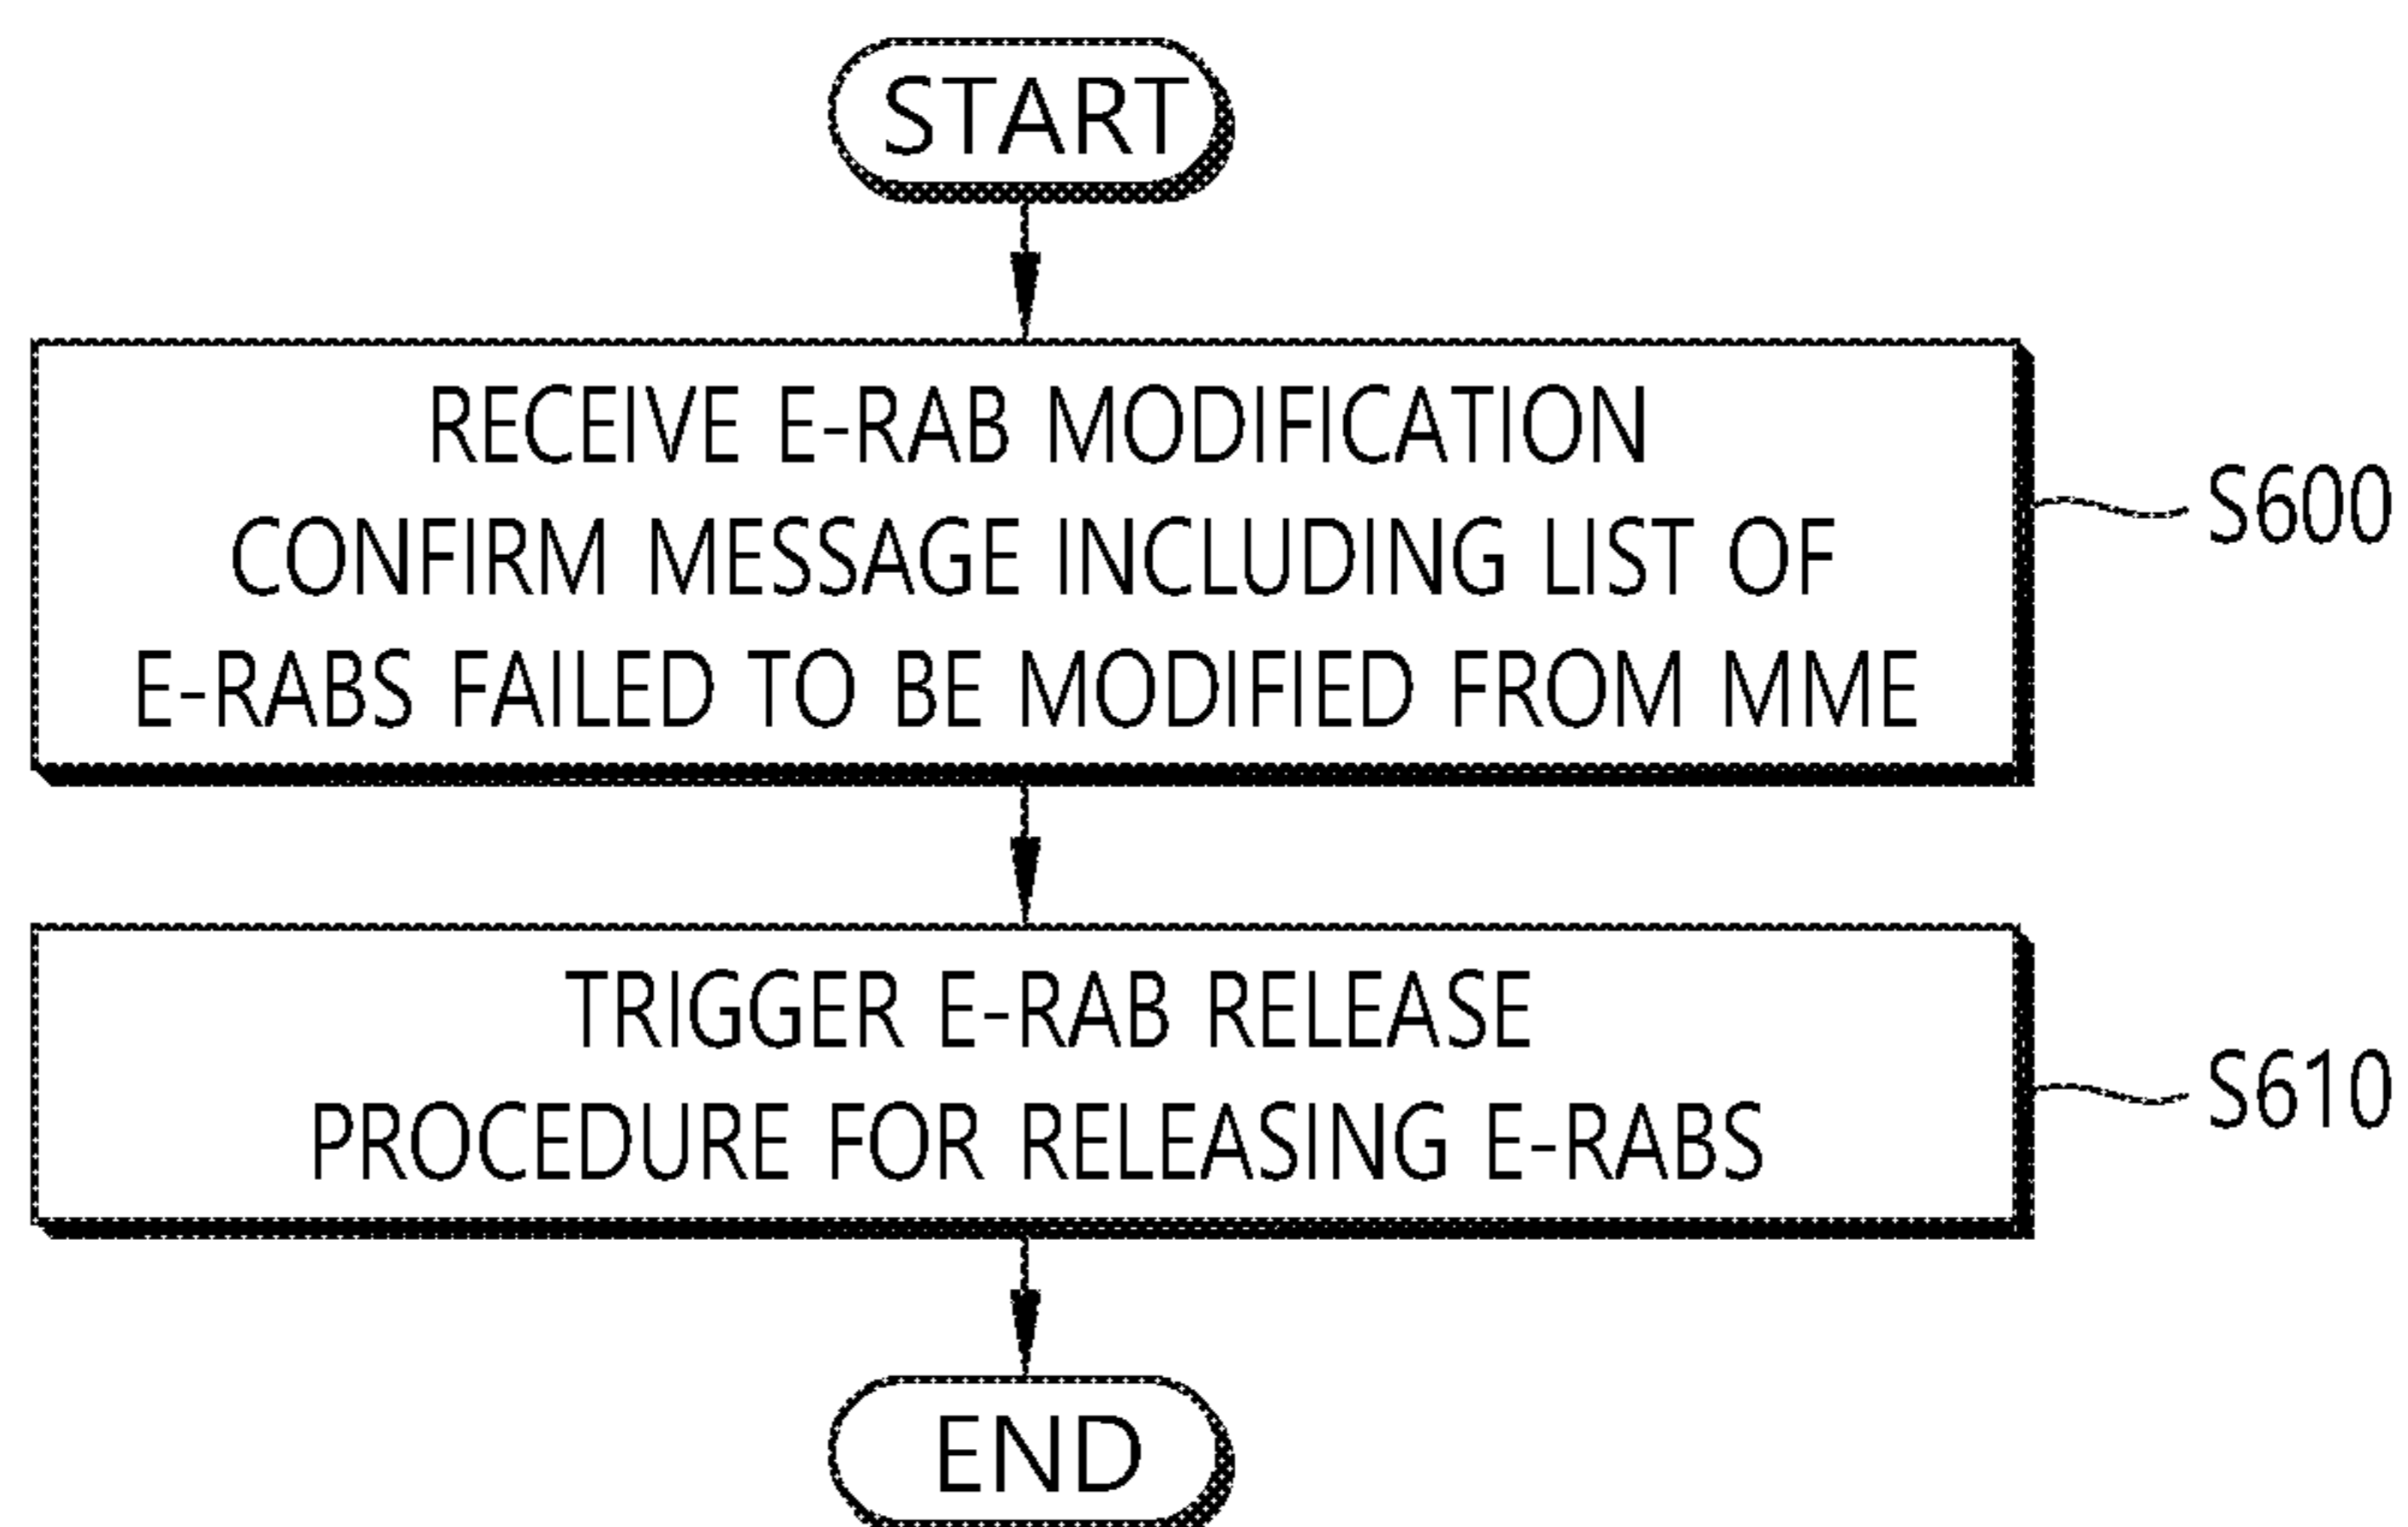 START
RECEIVE E-RAB MODIFICATION
CONFIRM MESSAGE INCLUDING LIST OF
E-RABS FAILED TO BE MODIFIED FROM MME
S600
TRIGGER E-RAB RELEASE
PROCEDURE FOR RELEASING E-RABS
S610
END